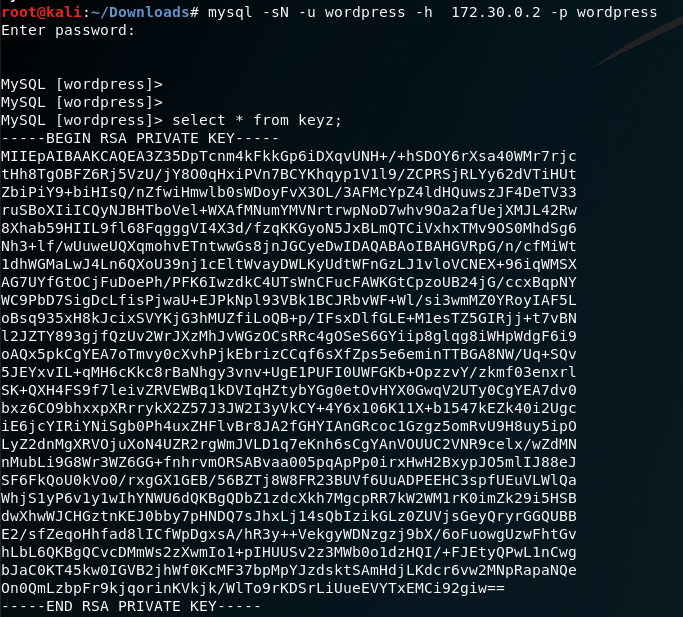 root@kali:~/Downloads# mysql -sN -u wordpress -h  172.30.0.2 -p wordpress
Enter password:
MySQL [wordpress]>
MySQL [wordpress]>
MySQL [wordpress]> select * from keyz;
-----BEGIN RSA PRIVATE KEY-----
MIIEpAIBAAKCAQEA3Z35DpTcnm4kFkkGp6iDXqvUNH+/+hSDOY6rXsa40WMr7rjc
tHh8TgOBFZ6Rj5VzU/jY8O0qHxiPVn7BCYKhqyp1V1l9/ZCPRSjRLYy62dVTiHUt
ZbiPiY9+biHIsQ/nZfwiHmwlb0sWDoyFvX3OL/3AFMcYpZ4ldHQuwszJF4DeTV33
ruSBoXIiICQyNJBHTboVel+WXAfMNumYMVNrtrwpNoD7whv9Oa2afUejXMJL42Rw
8Xhab59HIIL9fl68FqgggVI4X3d/fzqKKGyoN5JxBLmQTCiVxhxTMv9OS0MhdSg6
Nh3+lf/wUuweUQXqmohvETntwwGs8jnJGCyeDwIDAQABAoIBAHGVRpG/n/cfMiWt
1dhWGMaLwJ4Ln6QXoU39nj1cEltWvayDWLKyUdtWFnGzLJ1vloVCNEX+96iqWMSX
AG7UYfGtOCjFuDoePh/PFK6IwzdkC4UTsWnCFucFAWKGtCpzoUB24jG/ccxBqpNY
WC9PbD7SigDcLfisPjwaU+EJPkNpl93VBk1BCJRbvWF+Wl/si3wmMZ0YRoyIAF5L
oBsq935xH8kJcixSVYKjG3hMUZfiLoQB+p/IFsxDlfGLE+M1esTZ5GIRjj+t7vBN
l2JZTY893gjfQzUv2WrJXzMhJvWGzOCsRRc4gOSeS6GYiip8glqg8iWHpWdgF6i9
oAQx5pkCgYEA7oTmvy0cXvhPjkEbrizCCqf6sXfZps5e6eminTTBGA8NW/Uq+SQv
5JEYxvIL+qMH6cKkc8rBaNhgy3vnv+UgE1PUFI0UWFGKb+OpzzvY/zkmf03enxrl
SK+QXH4FS9f7leivZRVEWBq1kDVIqHZtybYGg0etOvHYX0GwqV2UTy0CgYEA7dv0
bxz6CO9bhxxpXRrrykX2Z57J3JW2I3yVkCY+4Y6x106K11X+b1547kEZk40i2Ugc
iE6jcYIRiYNiSgb0Ph4uxZHFlvBr8JA2fGHYIAnGRcoc1Gzgz5omRvU9H8uy5ipO
LyZ2dnMgXRVOjuXoN4UZR2rgWmJVLD1q7eKnh6sCgYAnVOUUC2VNR9celx/wZdMN
nMubLi9G8Wr3WZ6GG+fnhrvmORSABvaa005pqApPp0irxHwH2BxypJO5mlIJ88eJ
SF6FkQoU0kVo0/rxgGX1GEB/56BZTj8W8FR23BUVf6UuADPEEHC3spfUEuVLWlQa
WhjS1yP6v1y1wIhYNWU6dQKBgQDbZ1zdcXkh7MgcpRR7kW2WM1rK0imZk29i5HSB
dwXhwWJCHGztnKEJ0bby7pHNDQ7sJhxLj14sQbIzikGLz0ZUVjsGeyQryrGGQUBB
E2/sfZeqoHhfad8lICfWpDgxsA/hR3y++VekgyWDNzgzj9bX/6oFuowgUzwFhtGv
hLbL6QKBgQCvcDMmWs2zXwmIo1+pIHUUSv2z3MWb0o1dzHQI/+FJEtyQPwL1nCwg
bJaC0KT45kw0IGVB2jhWf0KcMF37bpMpYJzdsktSAmHdjLKdcr6vw2MNpRapaNQe
On0QmLzbpFr9kjqorinKVkjk/WlTo9rKDSrLiUueEVYTxEMCi92giw==
-----END RSA PRIVATE KEY-----